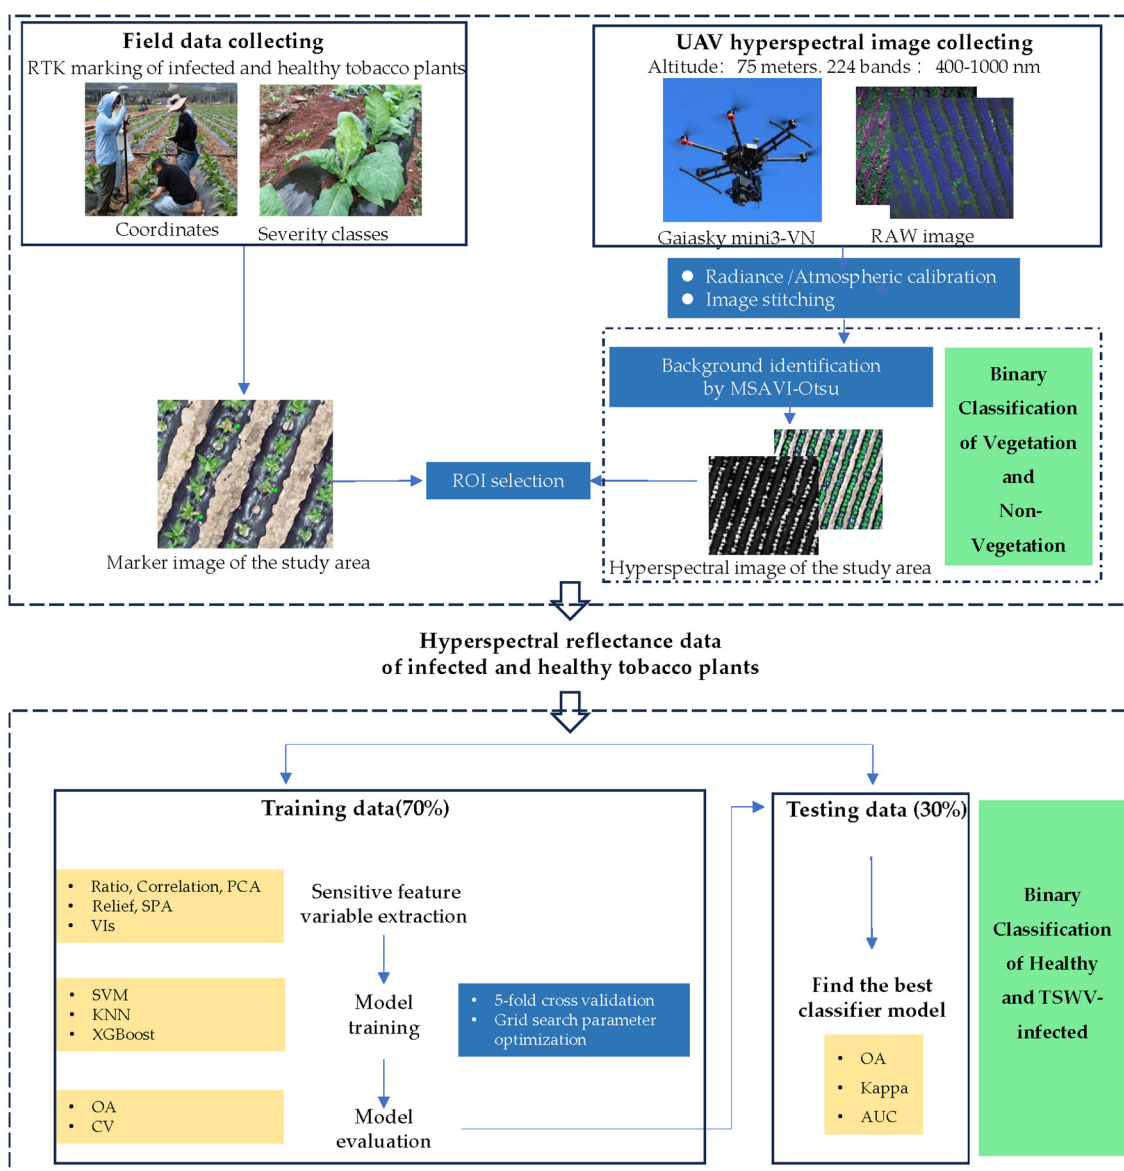 Field data collecting
RTK marking of infected and healthy tobacco plants
Coordinates
Severity classes
UAV hyperspectral image collecting
Altitude: 75 meters. 224 bands : 400-1000 nm
Gaiasky mini3-VN
RAW image
● Radiance /Atmospheric calibration
● Image stitching
Background identification
by MSAVI-Otsu
Binary
Classification
of Vegetation
and
Non-
Vegetation
ROI selection
Marker image of the study area
Hyperspectral image of the study area
Hyperspectral reflectance data
of infected and healthy tobacco plants
Training data(70%)
• Ratio, Correlation, PCA
• Relief, SPA
• VIs
Sensitive feature
variable extraction
• SVM
• KNN
• XGBoost
Model
training
• 5-fold cross validation
• Grid search parameter
optimization
• OA
• CV
Model
evaluation
Testing data (30%)
Find the best
classifier model
• OA
• Kappa
• AUC
Binary
Classification
of Healthy
and TSWV-
infected